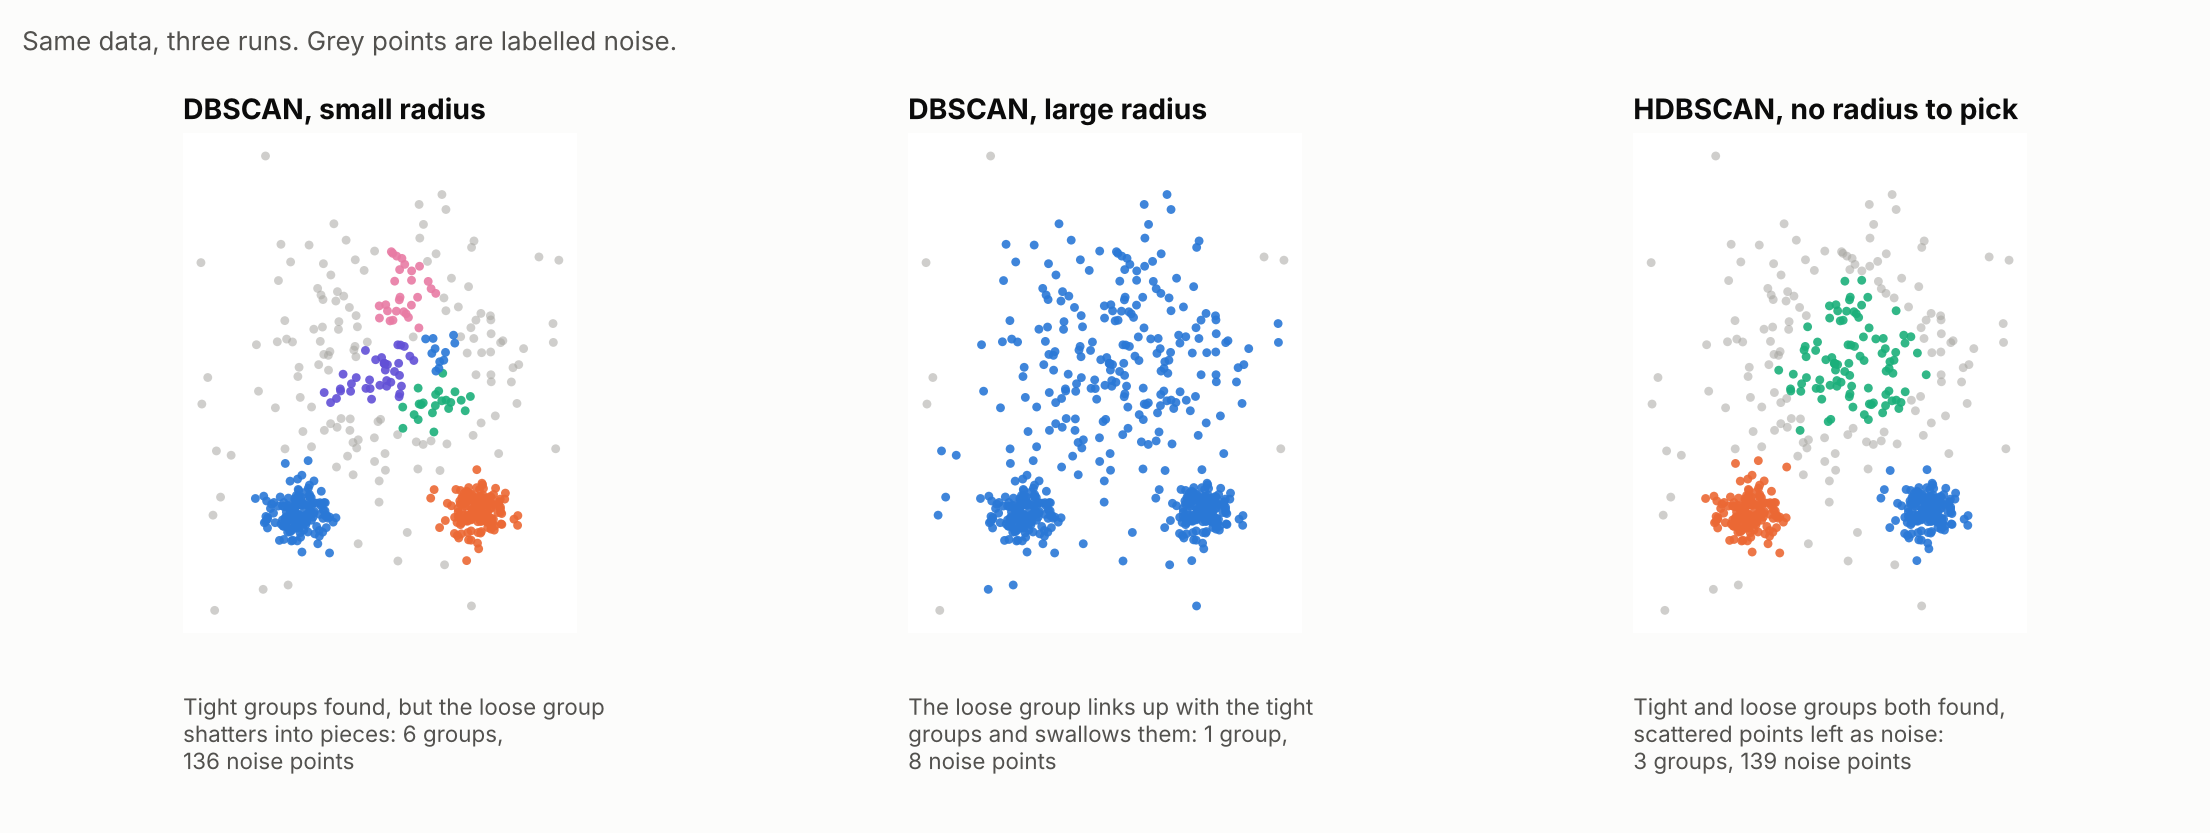 Same data, three runs. Grey points are labelled noise.
DBSCAN, small radius
DBSCAN, large radius
HDBSCAN, no radius to pick
Tight groups found, but the loose group
shatters into pieces: 6 groups,
136 noise points
The loose group links up with the tight
groups and swallows them: 1 group,
8 noise points
Tight and loose groups both found,
scattered points left as noise:
3 groups, 139 noise points